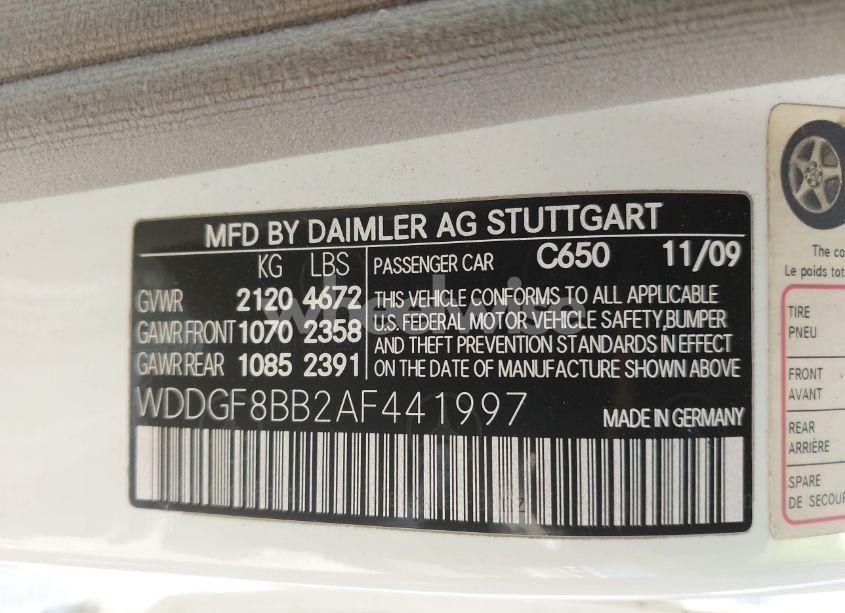 MFD BY DAIMLER AG STUTTGART
KG LBS
GVWR 2120 4672
GAWR FRONT 1070 2358
GAWR REAR 1085 2391
PASSENGER CAR C650 11/09
THIS VEHICLE CONFORMS TO ALL APPLICABLE
U.S. FEDERAL MOTOR VEHICLE SAFETY,BUMPER
AND THEFT PREVENTION STANDARDS IN EFFECT
ON THE DATE OF MANUFACTURE SHOWN ABOVE
WDDGF8BB2AF441997
MADE IN GERMANY
The co
Le poids tot
TIRE
PNEU
FRONT
AVANT
REAR
ARRIÈRE
SPARE
DE SECOUR